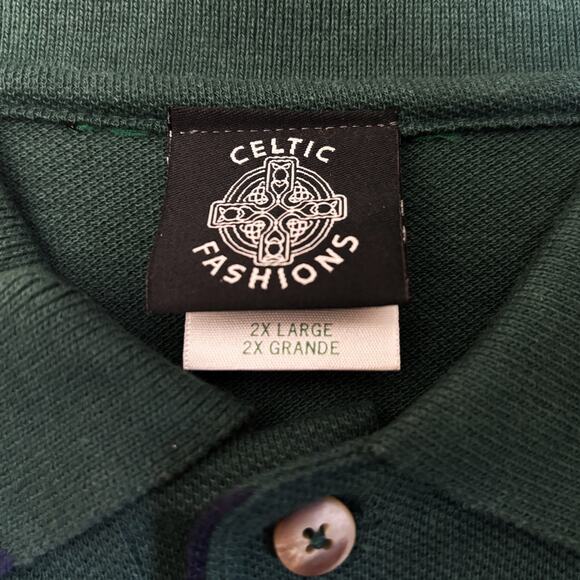 CELTIC
FASHIONS
2X LARGE
2X GRANDE